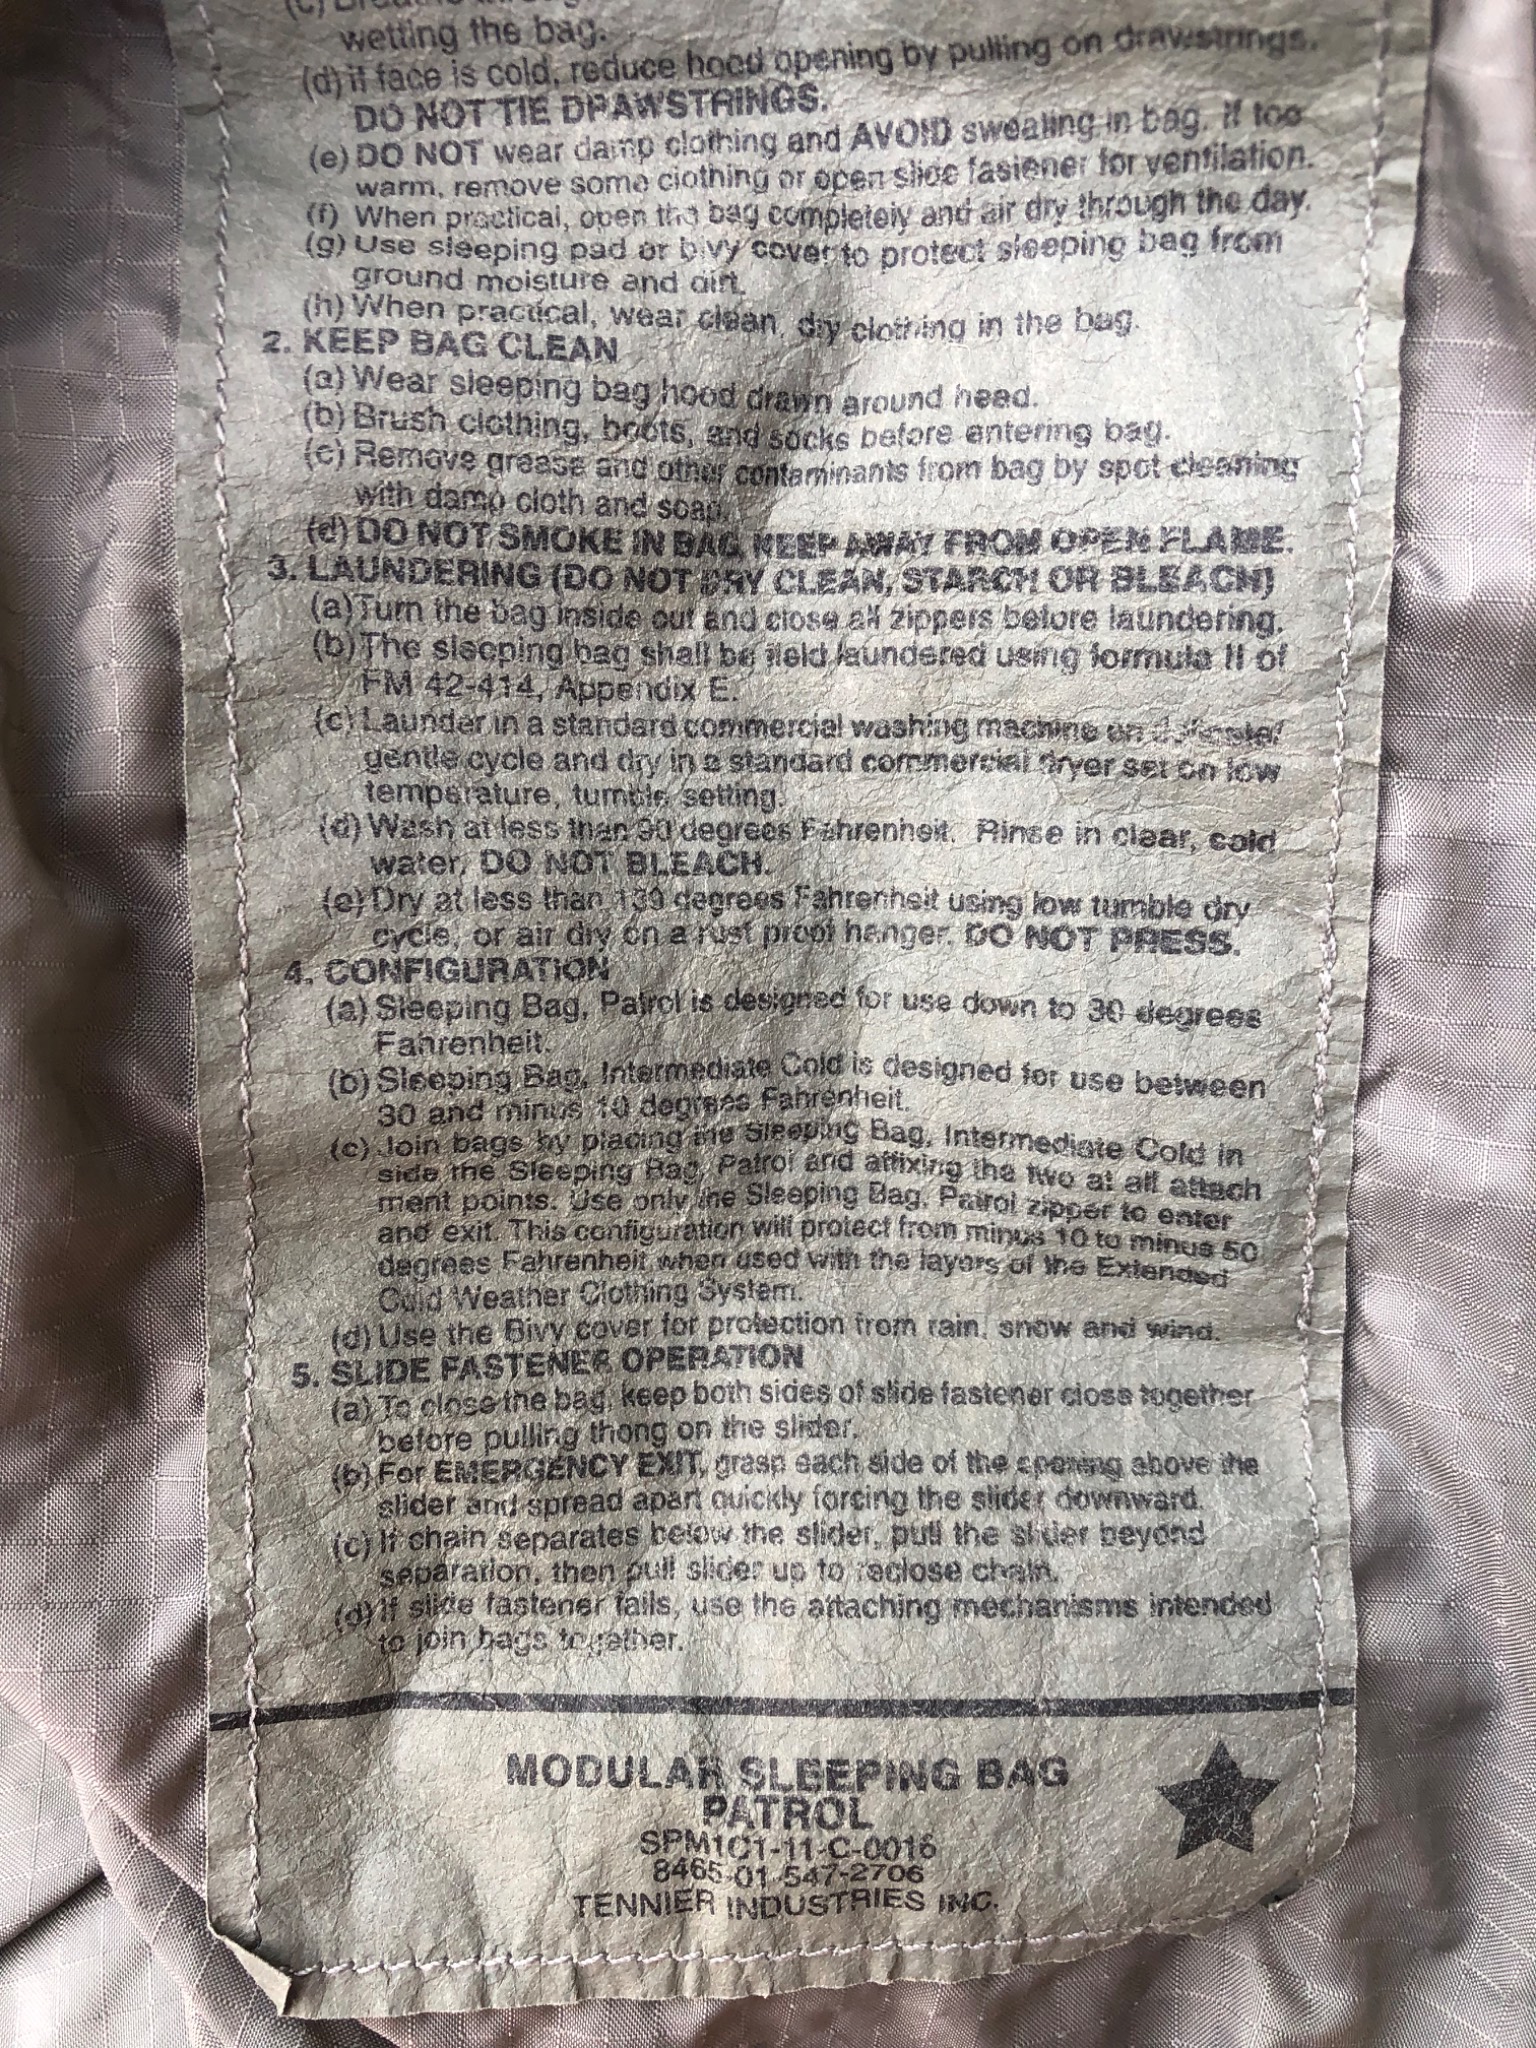 wetting the bag.
(d) if face is cold, reduce hood opening by pulling on drawstrings.
DO NOT TIE DRAWSTRINGS.
(e) DO NOT wear damp clothing and AVOID sweating in bag. If too
warm, remove some clothing or open slide fastener for ventilation.
(f) When practical, open the bag completely and air dry through the day.
(g) Use sleeping pad or bivy cover to protect sleeping bag from
ground moisture and dirt.
(h) When practical, wear clean, dry clothing in the bag.
2. KEEP BAG CLEAN
(a) Wear sleeping bag hood drawn around head.
(b) Brush clothing, boots, and socks before entering bag.
(c) Remove grease and other contaminants from bag by spot cleaning
with damp cloth and soap.
(d) DO NOT SMOKE IN BAG, KEEP AWAY FROM OPEN FLAME.
3. LAUNDERING (DO NOT DRY CLEAN, STARCH OR BLEACH)
(a) Turn the bag inside out and close all zippers before laundering.
(b) The sleeping bag shall be field laundered using formula II of
FM 42-414, Appendix E.
(c) Launder in a standard commercial washing machine on delicate/
gentle cycle and dry in a standard commercial dryer set on low
temperature, tumble setting.
(d) Wash at less than 90 degrees Fahrenheit. Rinse in clear, cold
water, DO NOT BLEACH.
(e) Dry at less than 139 degrees Fahrenheit using low tumble dry
cycle, or air dry on a rust proof hanger. DO NOT PRESS.
4. CONFIGURATION
(a) Sleeping Bag, Patrol is designed for use down to 30 degrees
Fahrenheit.
(b) Sleeping Bag, Intermediate Cold is designed for use between
30 and minus 10 degrees Fahrenheit.
(c) Join bags by placing the Sleeping Bag, Intermediate Cold in
side the Sleeping Bag, Patrol and affixing the two at all attach
ment points. Use only the Sleeping Bag, Patrol zipper to enter
and exit. This configuration will protect from minus 10 to minus 50
degrees Fahrenheit when used with the layers of the Extended
Cold Weather Clothing System.
(d) Use the Bivy cover for protection from rain, snow and wind.
5. SLIDE FASTENER OPERATION
(a) To close the bag, keep both sides of slide fastener close together
before pulling thong on the slider.
(b) For EMERGENCY EXIT, grasp each side of the opening above the
slider and spread apart quickly forcing the slider downward.
(c) If chain separates below the slider, pull the slider beyond
separation, then pull slider up to reclose chain.
(d) If slide fastener fails, use the attaching mechanisms intended
to join bags together.
MODULAR SLEEPING BAG
PATROL
SPM1C1-11-C-0016
8465-01-547-2706
TENNIER INDUSTRIES INC.